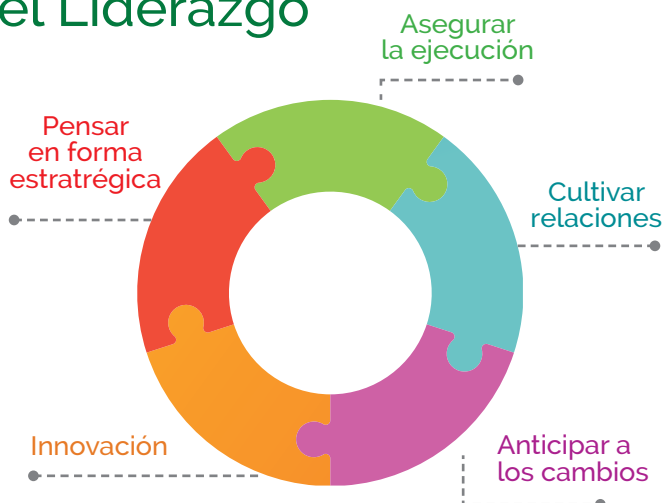 el Liderazgo
Asegurar
la ejecución
Pensar
en forma
estratrégica
Cultivar
relaciones
Innovación
Anticipar a
los cambios